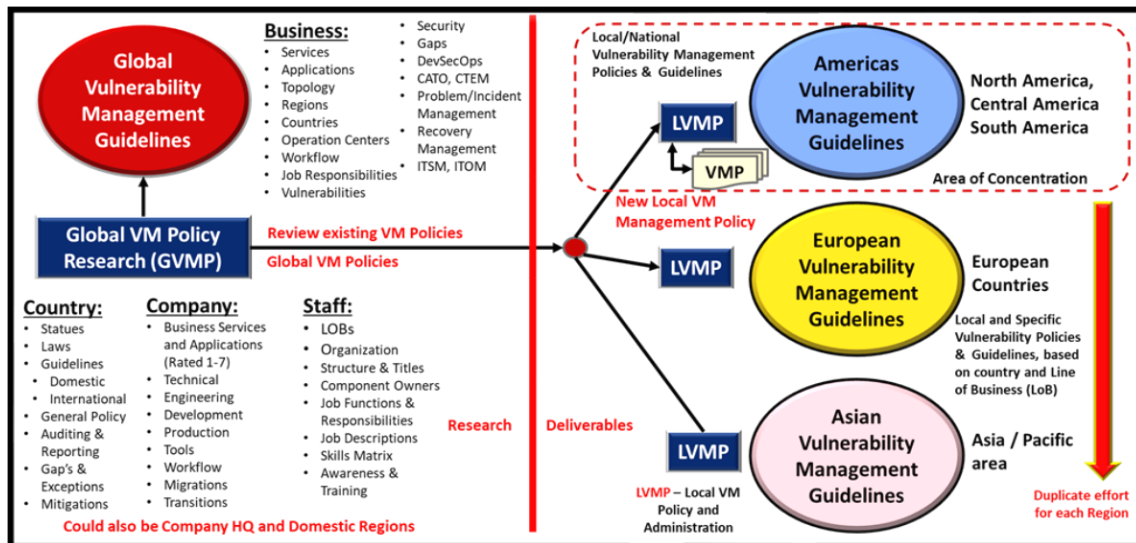 Global
Vulnerability
Management
Guidelines
Business:
Services
Applications
Topology
Regions
Countries
Operation Centers
Workflow
Job Responsibilities
Vulnerabilities
Security
Gaps
DevSecOps
CATO, CTEM
Problem/Incident
Management
Recovery
Management
ITSM, ITOM
Global VM Policy
Research (GVMP)
Review existing VM Policies
Global VM Policies
Country:
Statues
Laws
Guidelines
Domestic
International
General Policy
Auditing &
Reporting
Gap's &
Exceptions
Mitigations
Company:
Business Services
and Applications
(Rated 1-7)
Technical
Engineering
Development
Production
Tools
Workflow
Migrations
Transitions
Staff:
LOBs
Organization
Structure & Titles
Component Owners
Job Functions &
Responsibilities
Job Descriptions
Skills Matrix
Awareness &
Training
Could also be Company HQ and Domestic Regions
Research
Deliverables
Local/National
Vulnerability Management
Policies & Guidelines
LVMP
VMP
Americas
Vulnerability
Management
Guidelines
North America,
Central America
South America
Area of Concentration
New Local VM
Management Policy
LVMP
European
Vulnerability
Management
Guidelines
European
Countries
Local and Specific
Vulnerability Policies
& Guidelines, based
on country and Line
of Business (LoB)
LVMP
Asian
Vulnerability
Management
Guidelines
Asia / Pacific
area
LVMP – Local VM
Policy and
Administration
Duplicate effort
for each Region